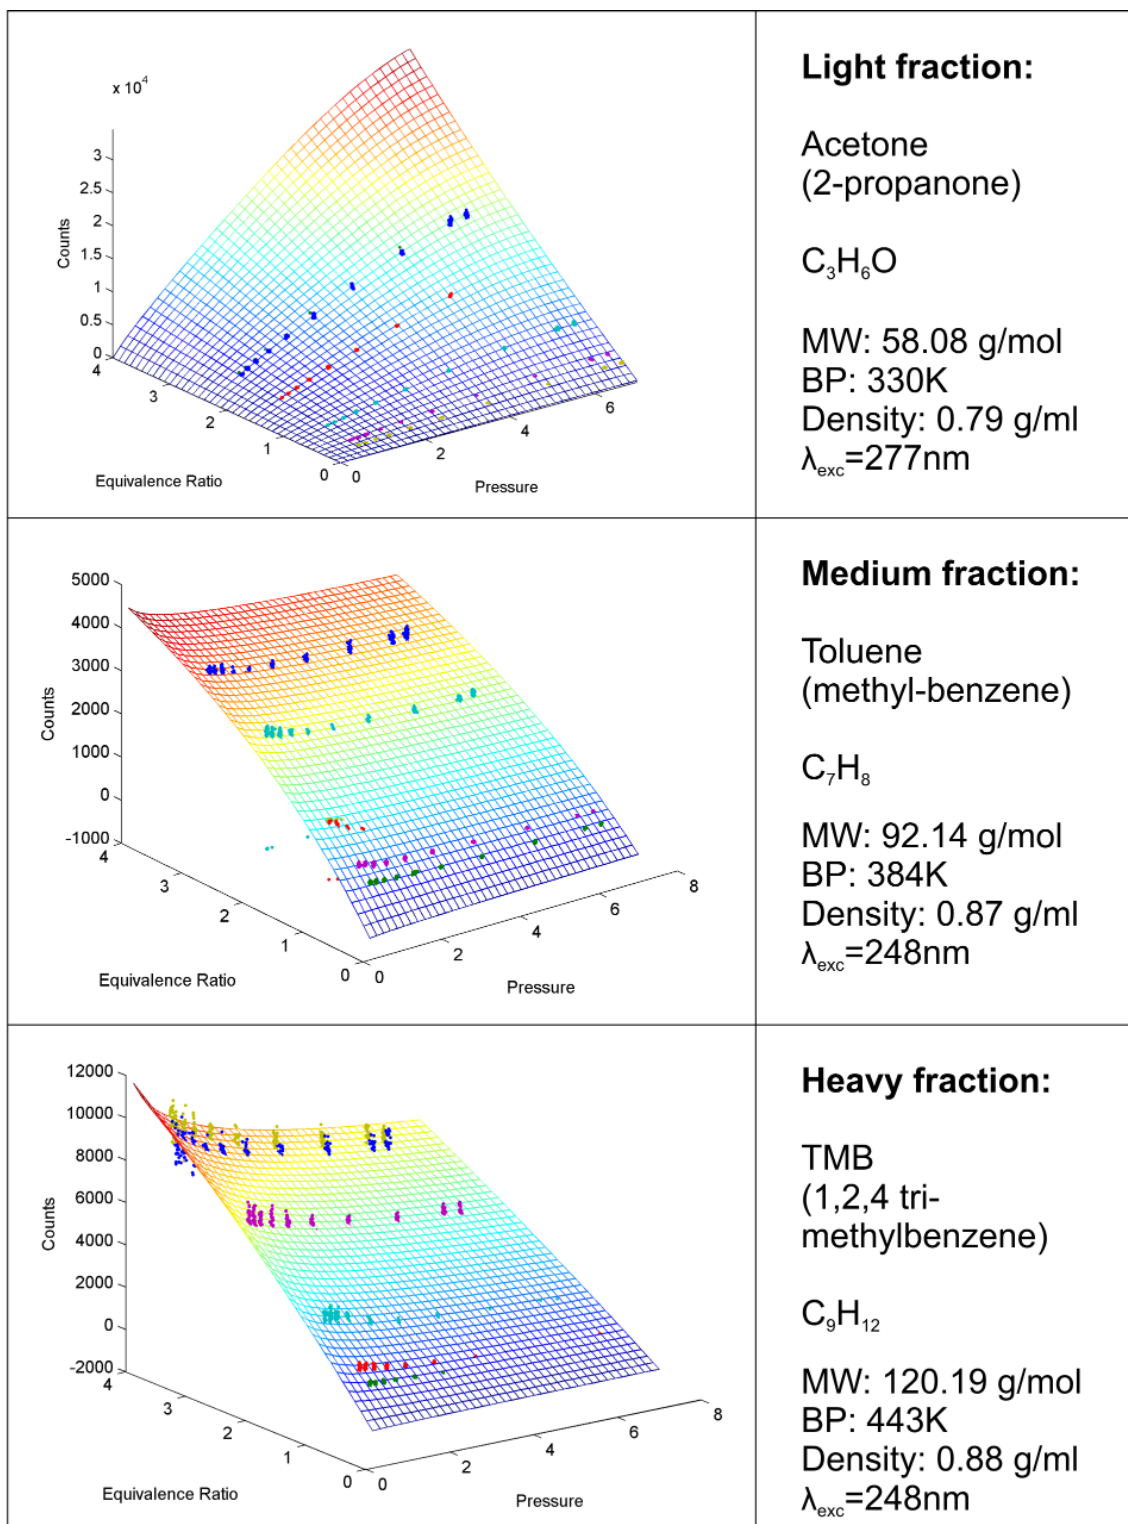 x 10⁴
3
2.5
2
1.5
1
0.5
0
Counts
4
3
2
1
0
Equivalence Ratio
0
2
4
6
Pressure
Light fraction:
Acetone
(2-propanone)
C₃H₆O
MW: 58.08 g/mol
BP: 330K
Density: 0.79 g/ml
λexc=277nm
5000
4000
3000
2000
1000
0
-1000
Counts
4
3
2
1
0
Equivalence Ratio
0
2
4
6
8
Pressure
Medium fraction:
Toluene
(methyl-benzene)
C₇H₈
MW: 92.14 g/mol
BP: 384K
Density: 0.87 g/ml
λexc=248nm
12000
10000
8000
6000
4000
2000
0
-2000
Counts
4
3
2
1
0
Equivalence Ratio
0
2
4
6
8
Pressure
Heavy fraction:
TMB
(1,2,4 tri-
methylbenzene)
C₉H₁₂
MW: 120.19 g/mol
BP: 443K
Density: 0.88 g/ml
λexc=248nm